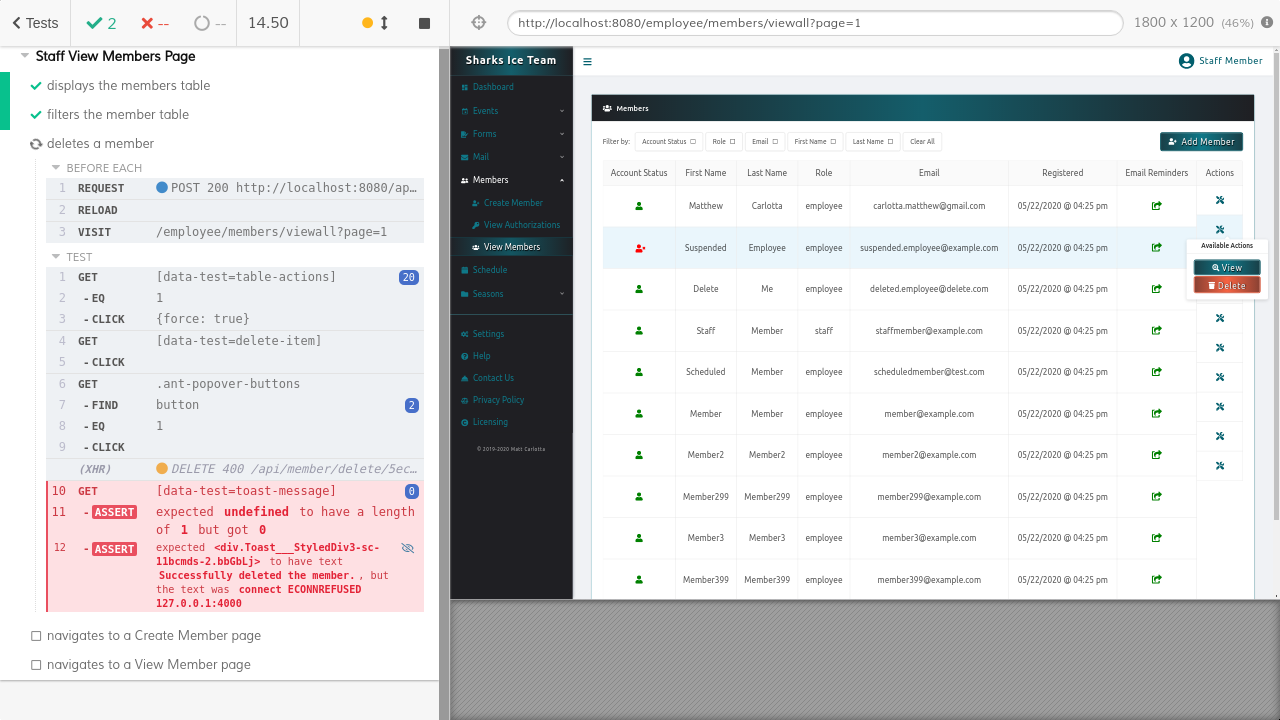 Tests
2
--
--
14.50
http://localhost:8080/employee/members/viewall?page=1
1800 x 1200 (46%)
Staff View Members Page
displays the members table
filters the member table
deletes a member
BEFORE EACH
1 REQUEST POST 200 http://localhost:8080/ap…
2 RELOAD
VISIT /employee/members/viewall?page=1
TEST
1 GET [data-test=table-actions] 20
2 - EQ 1
3 - CLICK {force: true}
4 GET [data-test=delete-item]
5 - CLICK
6 GET .ant-popover-buttons
7 - FIND button 2
8 - EQ 1
9 - CLICK
(XHR) DELETE 400 /api/member/delete/5ec…
10 GET [data-test=toast-message] 0
11 - ASSERT expected undefined to have a length
of 1 but got 0
12 - ASSERT expected <div.Toast___StyledDiv3-sc-
11bcmds-2.bbGbLj> to have text
Successfully deleted the member. , but
the text was connect ECONNREFUSED
127.0.0.1:4000
navigates to a Create Member page
navigates to a View Member page
Sharks Ice Team
Dashboard
Events
Forms
Mail
Members
Create Member
View Authorizations
View Members
Schedule
Seasons
Settings
Help
Contact Us
Privacy Policy
Licensing
© 2019-2020 Matt Carlotta
Staff Member
Members
Filter by: Account Status Role Email First Name Last Name Clear All
Add Member
Account Status First Name Last Name Role Email Registered Email Reminders Actions
Matthew Carlotta employee carlotta.matthew@gmail.com 05/22/2020 @ 04:25 pm
Suspended Employee employee suspended.employee@example.com 05/22/2020 @ 04:25 pm
Delete Me employee deleted.employee@delete.com 05/22/2020 @ 04:25 pm
Staff Member staff staffmember@example.com 05/22/2020 @ 04:25 pm
Scheduled Member employee scheduledmember@test.com 05/22/2020 @ 04:25 pm
Member Member employee member@example.com 05/22/2020 @ 04:25 pm
Member2 Member2 employee member2@example.com 05/22/2020 @ 04:25 pm
Member299 Member299 employee member299@example.com 05/22/2020 @ 04:25 pm
Member3 Member3 employee member3@example.com 05/22/2020 @ 04:25 pm
Member399 Member399 employee member399@example.com 05/22/2020 @ 04:25 pm
Available Actions
View
Delete